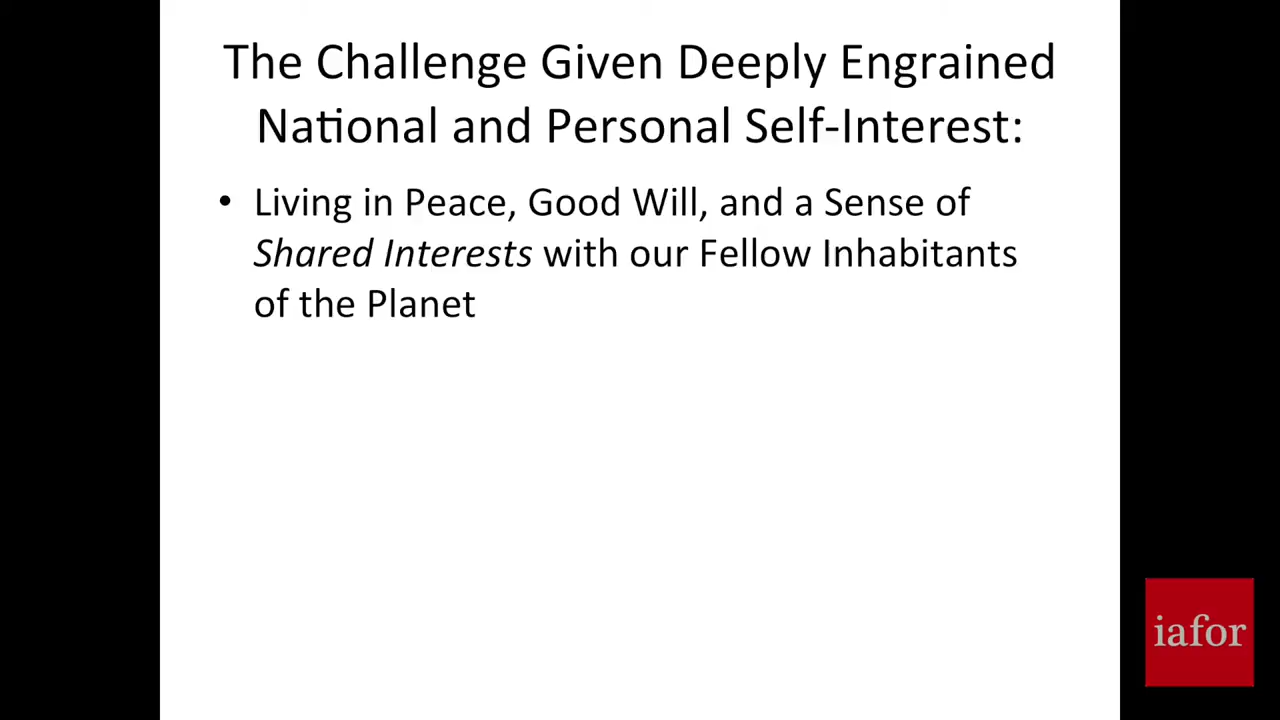 The Challenge Given Deeply Engrained
National and Personal Self-Interest:
• Living in Peace, Good Will, and a Sense of
Shared Interests with our Fellow Inhabitants
of the Planet
iafor